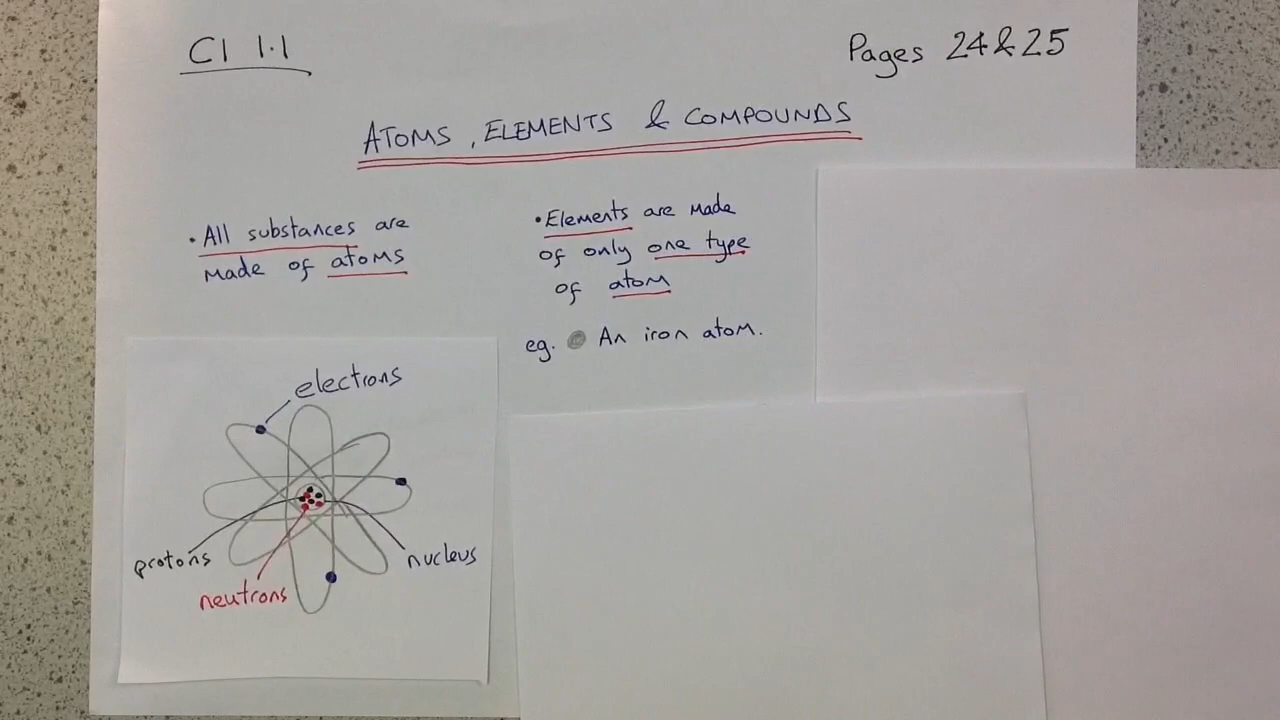 C1 1.1
Pages 24 & 25
ATOMS, ELEMENTS & COMPOUNDS
• All substances are
made of atoms
• Elements are made
of only one type
of atom
eg. An iron atom.
electrons
protons
nucleus
neutrons